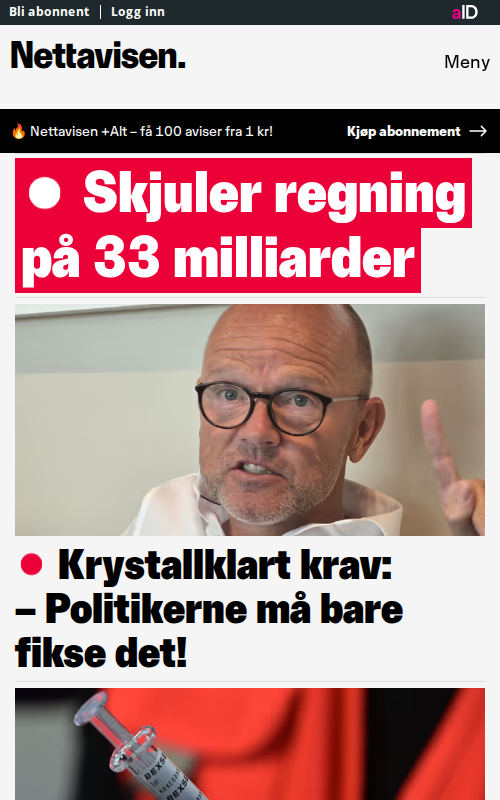 Bli abonnent | Logg inn
aID
Nettavisen.
Meny
🔥 Nettavisen +Alt – få 100 aviser fra 1 kr!
Kjøp abonnement →
Skjuler regning
på 33 milliarder
Krystallklart krav:
– Politikerne må bare
fikse det!